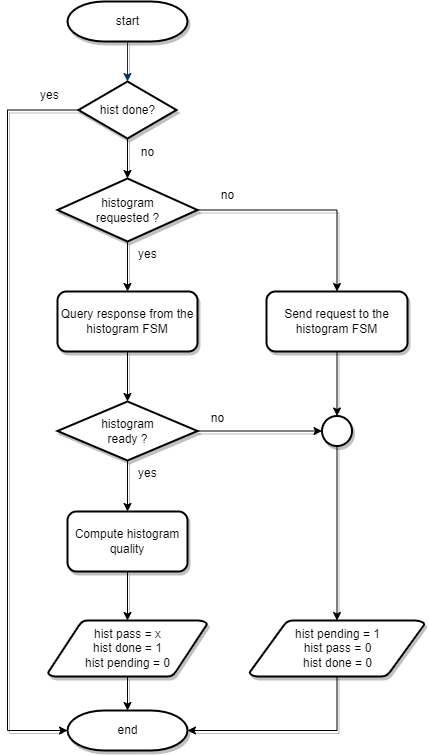 start
yes
hist done?
no
histogram
requested ?
no
yes
Query response from the
histogram FSM
Send request to the
histogram FSM
histogram
ready ?
no
yes
Compute histogram
quality
hist pass = x
hist done = 1
hist pending = 0
hist pending = 1
hist pass = 0
hist done = 0
end